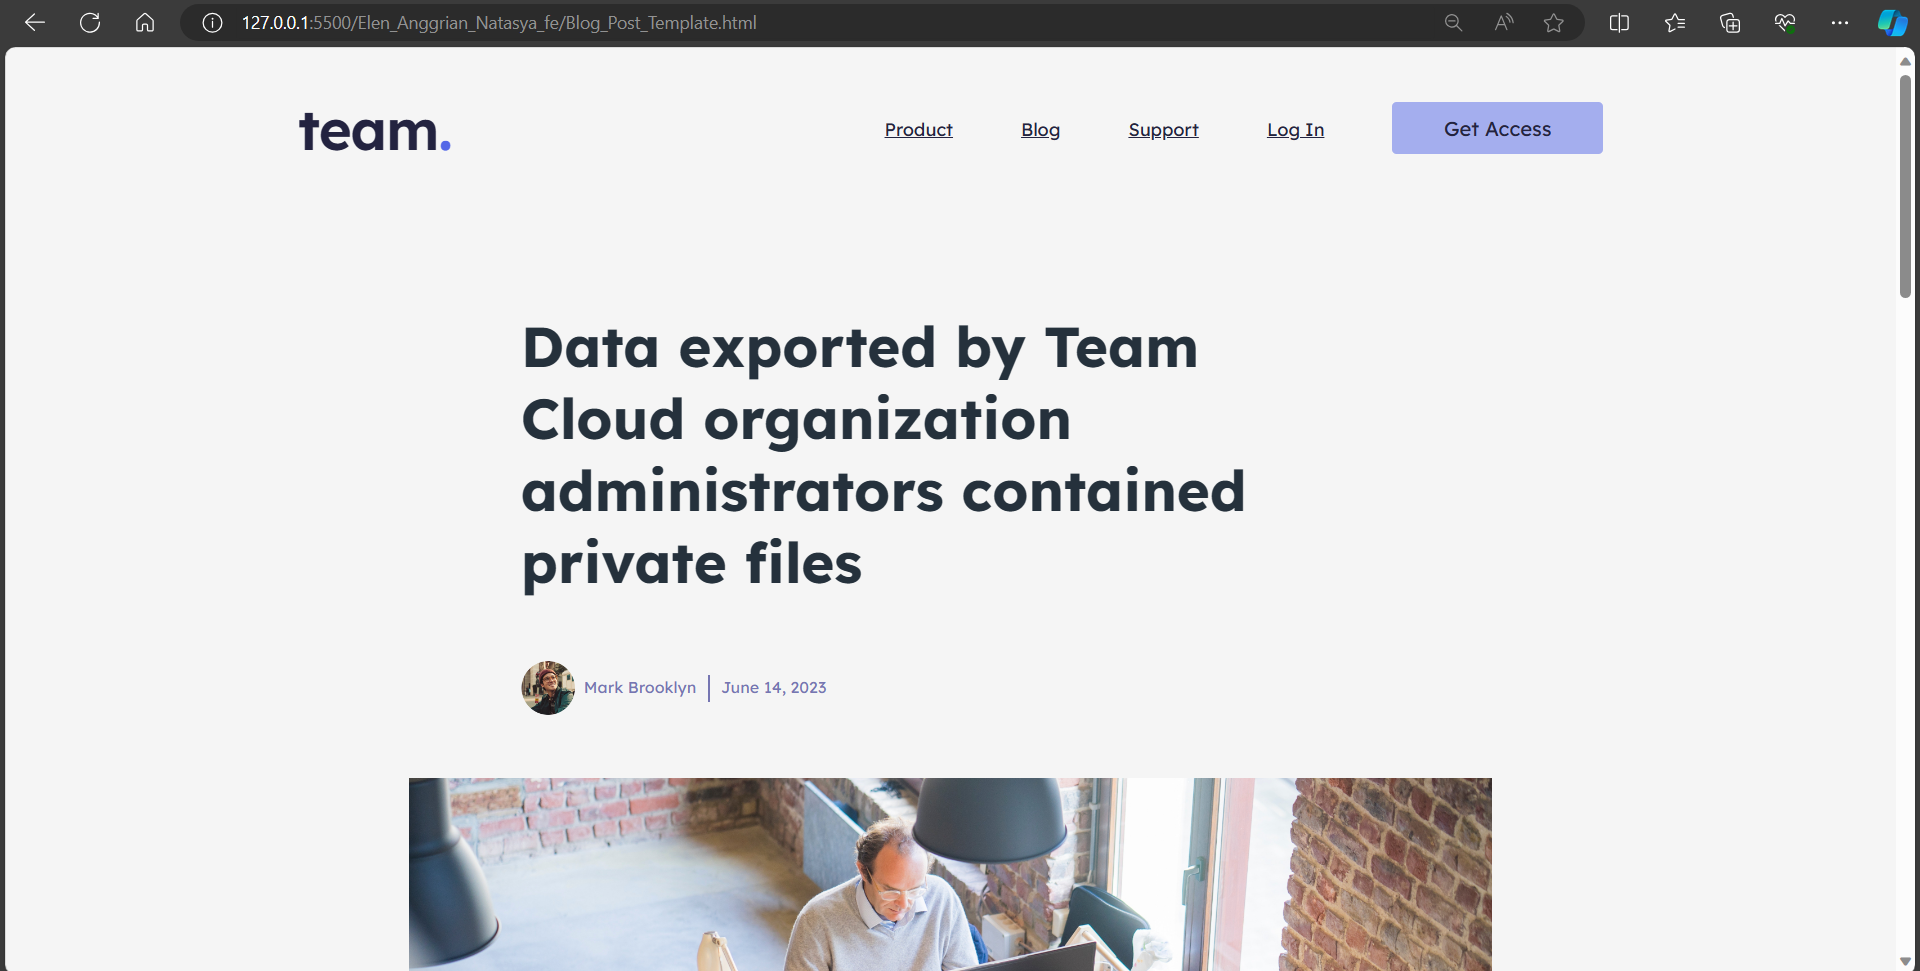 127.0.0.1:5500/Elen_Anggrian_Natasya_fe/Blog_Post_Template.html
team.
Product Blog Support Log In Get Access
Data exported by Team
Cloud organization
administrators contained
private files
Mark Brooklyn June 14, 2023